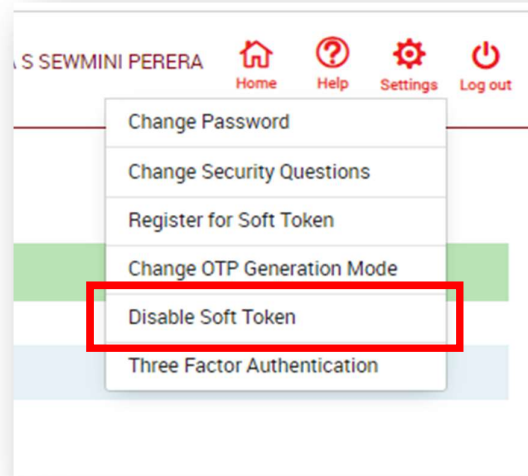 S SEWMINI PERERA
Home Help Settings Log out
Change Password
Change Security Questions
Register for Soft Token
Change OTP Generation Mode
Disable Soft Token
Three Factor Authentication